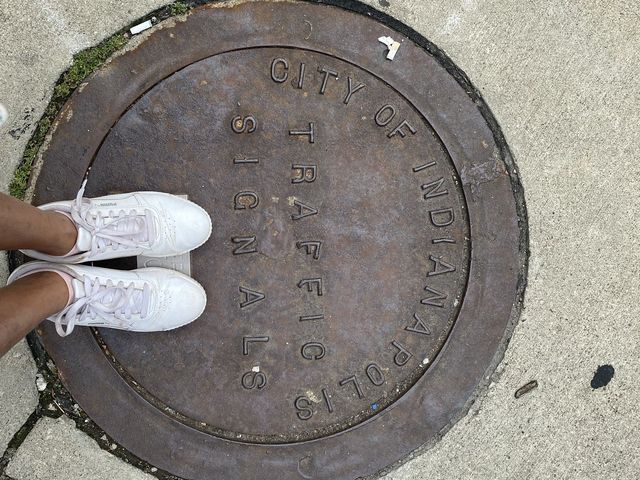 CITY OF INDIANAPOLIS
TRAFFIC
SIGNALS